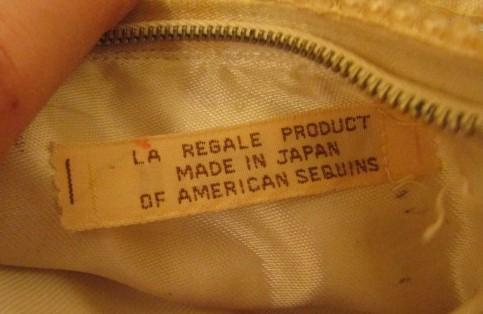 LA REGALE PRODUCT
MADE IN JAPAN
OF AMERICAN SEQUINS